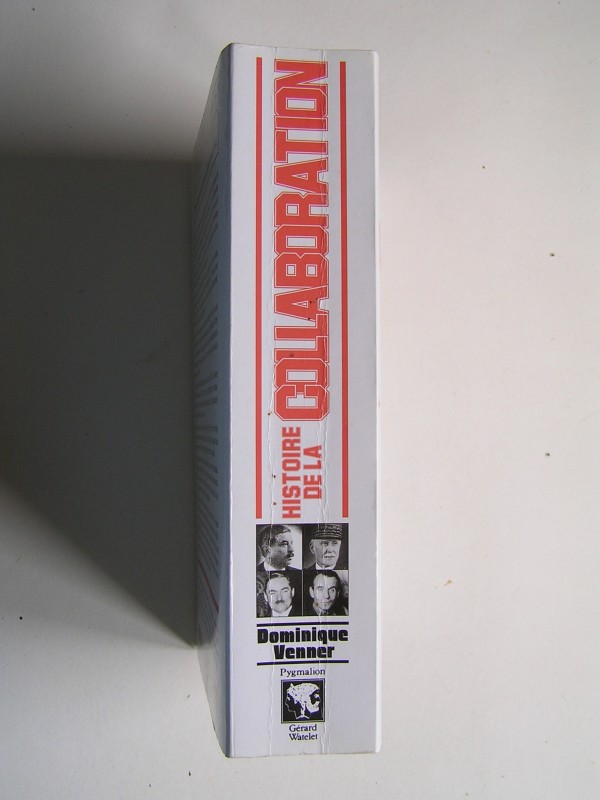 HISTOIRE
DE LA
COLLABORATION
Dominique
Venner
Pygmalion
Gérard
Watelet